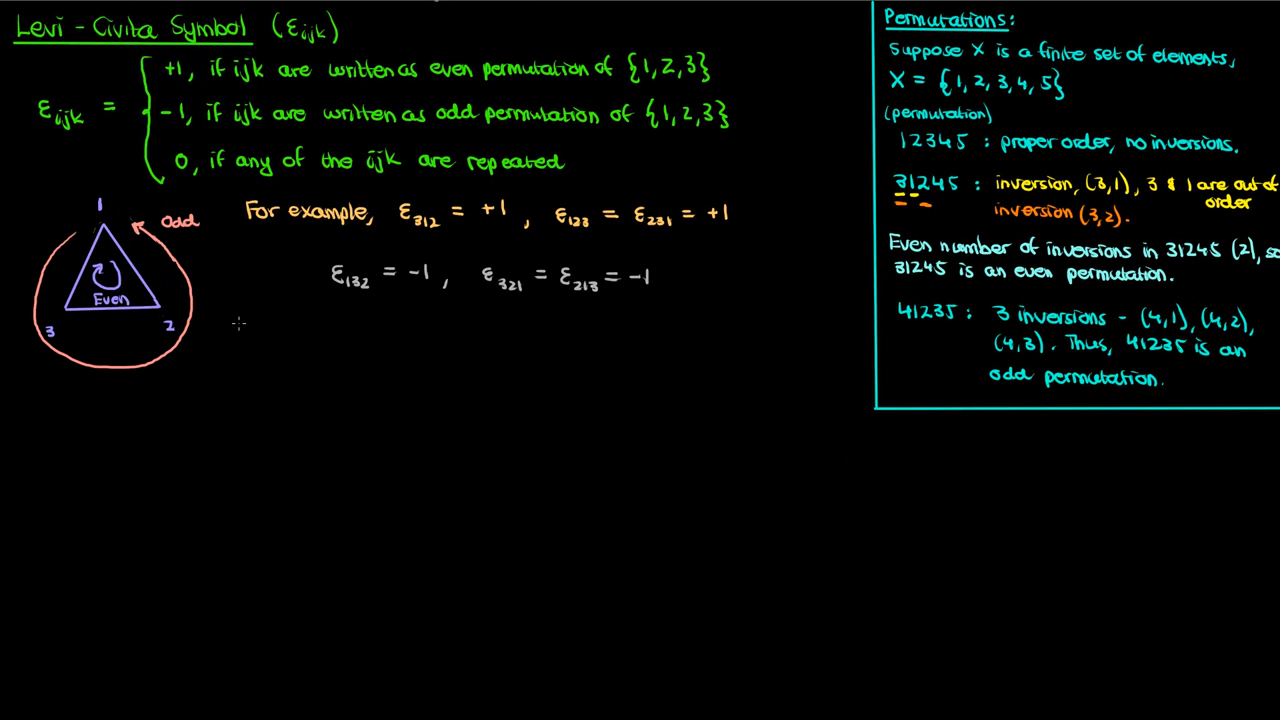 Levi - Civita Symbol (εijk)
εijk = { +1, if ijk are written as even permutation of {1, 2, 3}
-1, if ijk are written as odd permutation of {1, 2, 3}
0, if any of the ijk are repeated
For example, ε312 = +1 , ε123 = ε231 = +1
ε132 = -1 , ε321 = ε213 = -1
1
Odd
Even
3 2
Permutations:
Suppose X is a finite set of elements,
X = {1, 2, 3, 4, 5}
(permutation)
12345 : proper order, no inversions.
31245 : inversion, (3,1), 3 & 1 are out of
order
inversion (3,2).
Even number of inversions in 31245 (2), so
31245 is an even permutation.
41235 : 3 inversions - (4,1), (4,2),
(4,3). Thus, 41235 is an
odd permutation.